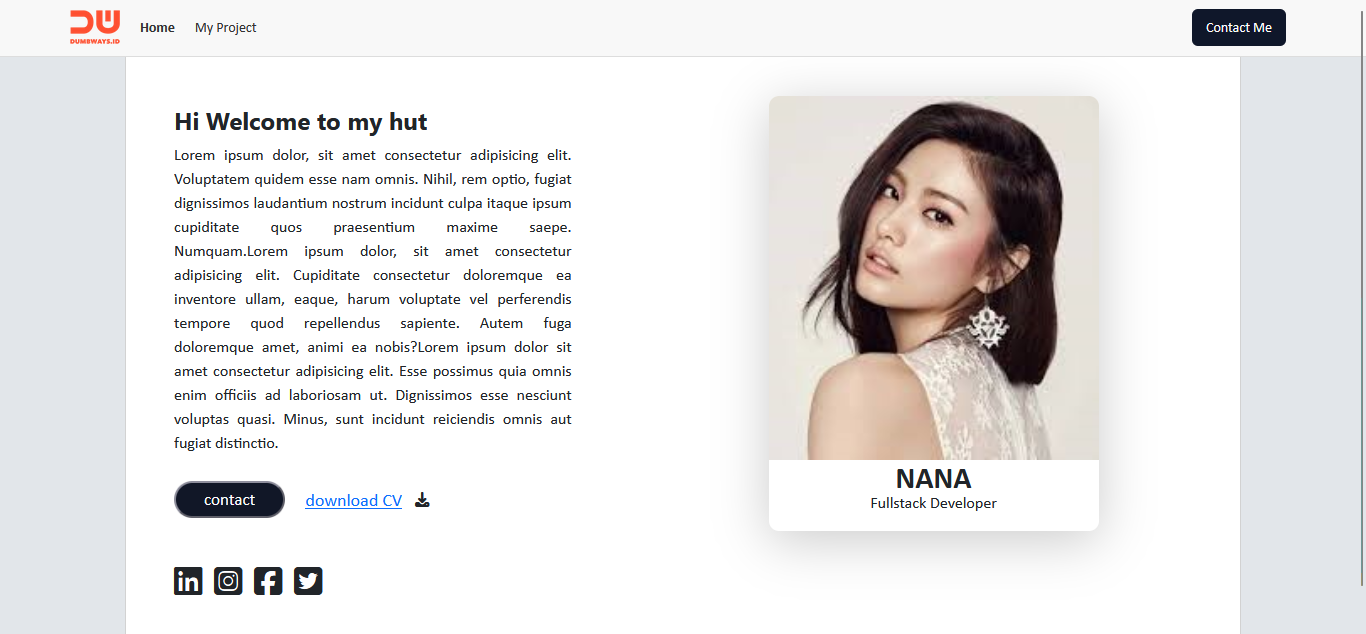 DUMBWAYS.ID
Home
My Project
Contact Me
Hi Welcome to my hut
Lorem ipsum dolor, sit amet consectetur adipisicing elit.
Voluptatem quidem esse nam omnis. Nihil, rem optio, fugiat
dignissimos laudantium nostrum incidunt culpa itaque ipsum
cupiditate quos praesentium maxime saepe.
Numquam.Lorem ipsum dolor, sit amet consectetur
adipisicing elit. Cupiditate consectetur doloremque ea
inventore ullam, eaque, harum voluptate vel perferendis
tempore quod repellendus sapiente. Autem fuga
doloremque amet, animi ea nobis?Lorem ipsum dolor sit
amet consectetur adipisicing elit. Esse possimus quia omnis
enim officiis ad laboriosam ut. Dignissimos esse nesciunt
voluptas quasi. Minus, sunt incidunt reiciendis omnis aut
fugiat distinctio.
contact
download CV
NANA
Fullstack Developer